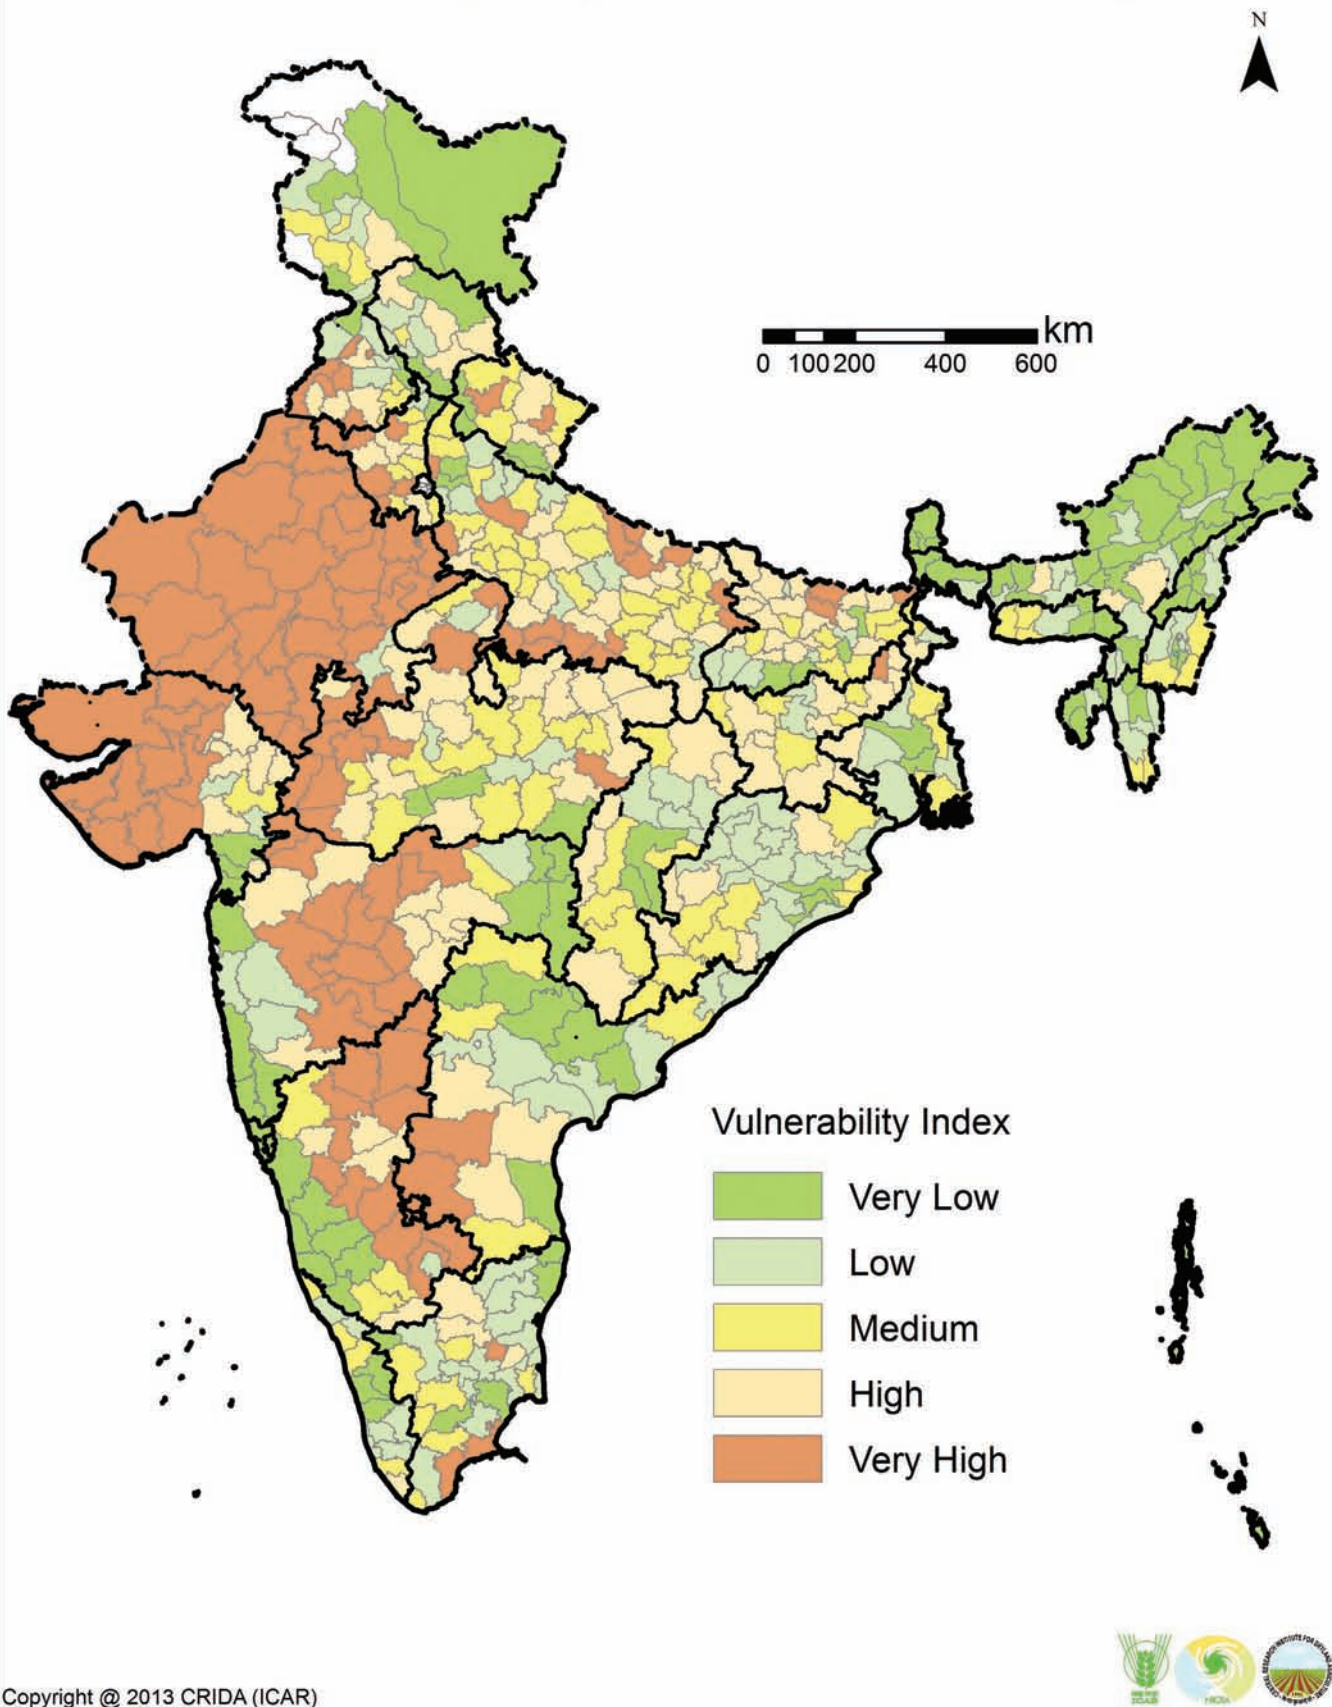 N
km
0 100 200 400 600
Vulnerability Index
Very Low
Low
Medium
High
Very High
Copyright @ 2013 CRIDA (ICAR)